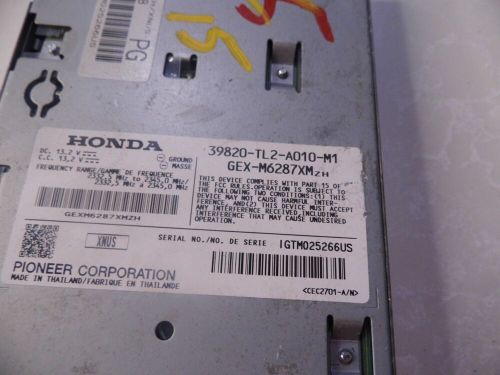 PG
15
HONDA
39820-TL2-A010-M1
GEX-M6287XMZH
DC. 13,2 V
C.C. 13,2 V
GROUND
MASSE
FREQUENCY RANGE/GAMME DE FREQUENCE
2332,5 MHz TO 2345,0 MHz/
2332,5 MHz à 2345,0 MHz
THIS DEVICE COMPLIES WITH PART 15 OF
THE FCC RULES.OPERATION IS SUBJECT TO
THE FOLLOWING TWO CONDITIONS:(1) THIS
DEVICE MAY NOT CAUSE HARMFUL INTER-
FERENCE,AND(2) THIS DEVICE MUST ACCEPT
ANY INTERFERENCE RECEIVED,INCLUDING
INTERFERENCE THAT MAY CAUSE UNDESIRED
OPERATION.
GEXM6287XMZH
XNUS
SERIAL NO./NO. DE SERIE
IGTM025266US
PIONEER CORPORATION
MADE IN THAILAND/FABRIQUE EN THAILANDE
<CEC2701-A/N>